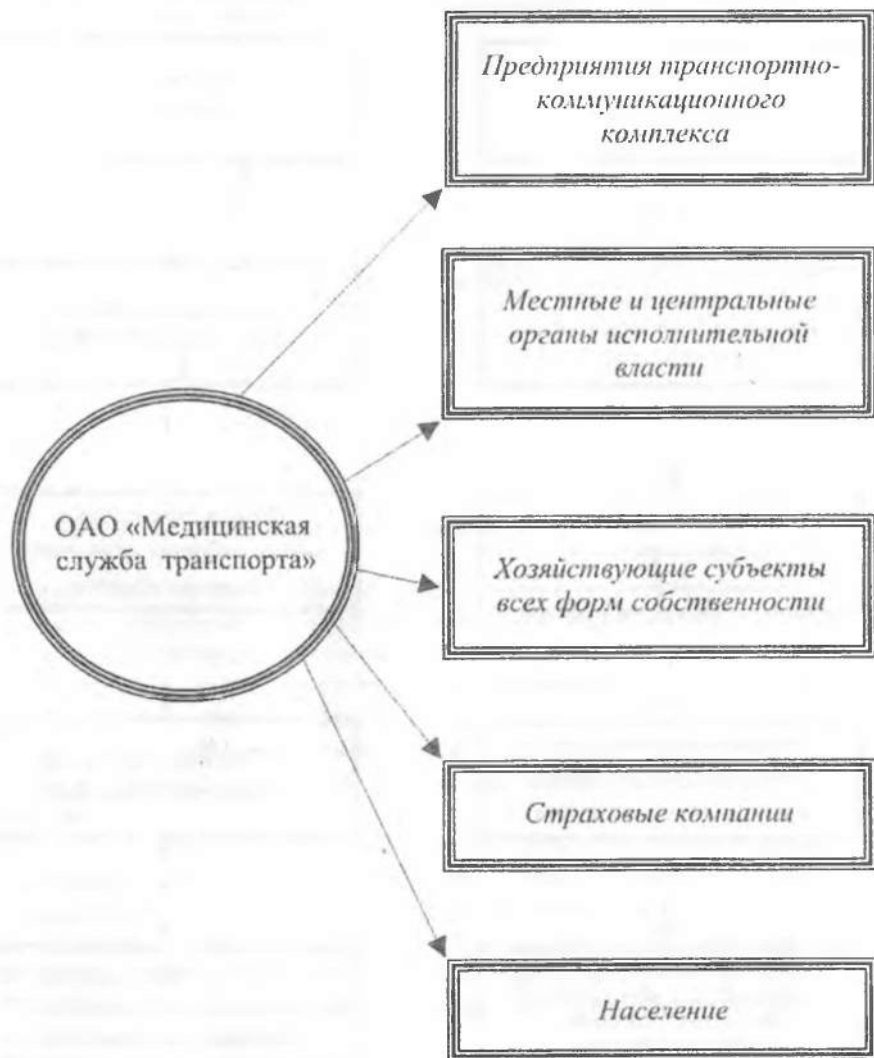 Предприятия транспортно-
коммуникационного
комплекса
Местные и центральные
органы исполнительной
власти
ОАО «Медицинская
служба транспорта»
Хозяйствующие субъекты
всех форм собственности
Страховые компании
Население